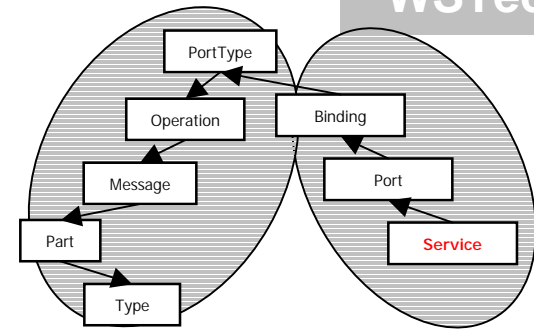 PortType
Operation
Binding
Message
Port
Part
Service
Type